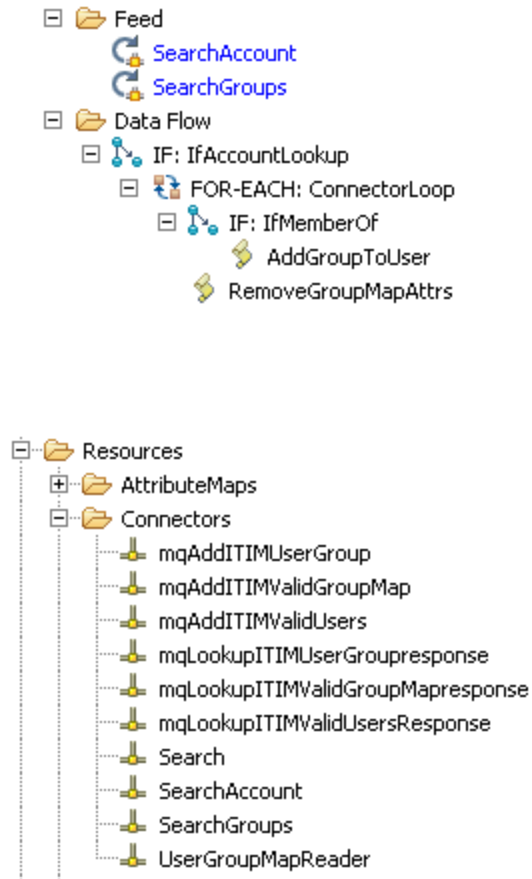 Feed
SearchAccount
SearchGroups
Data Flow
IF: IfAccountLookup
FOR-EACH: ConnectorLoop
IF: IfMemberOf
AddGroupToUser
RemoveGroupMapAttrs
Resources
AttributeMaps
Connectors
mqAddITIMUserGroup
mqAddITIMValidGroupMap
mqAddITIMValidUsers
mqLookupITIMUserGroupresponse
mqLookupITIMValidGroupMapresponse
mqLookupITIMValidUsersResponse
Search
SearchAccount
SearchGroups
UserGroupMapReader